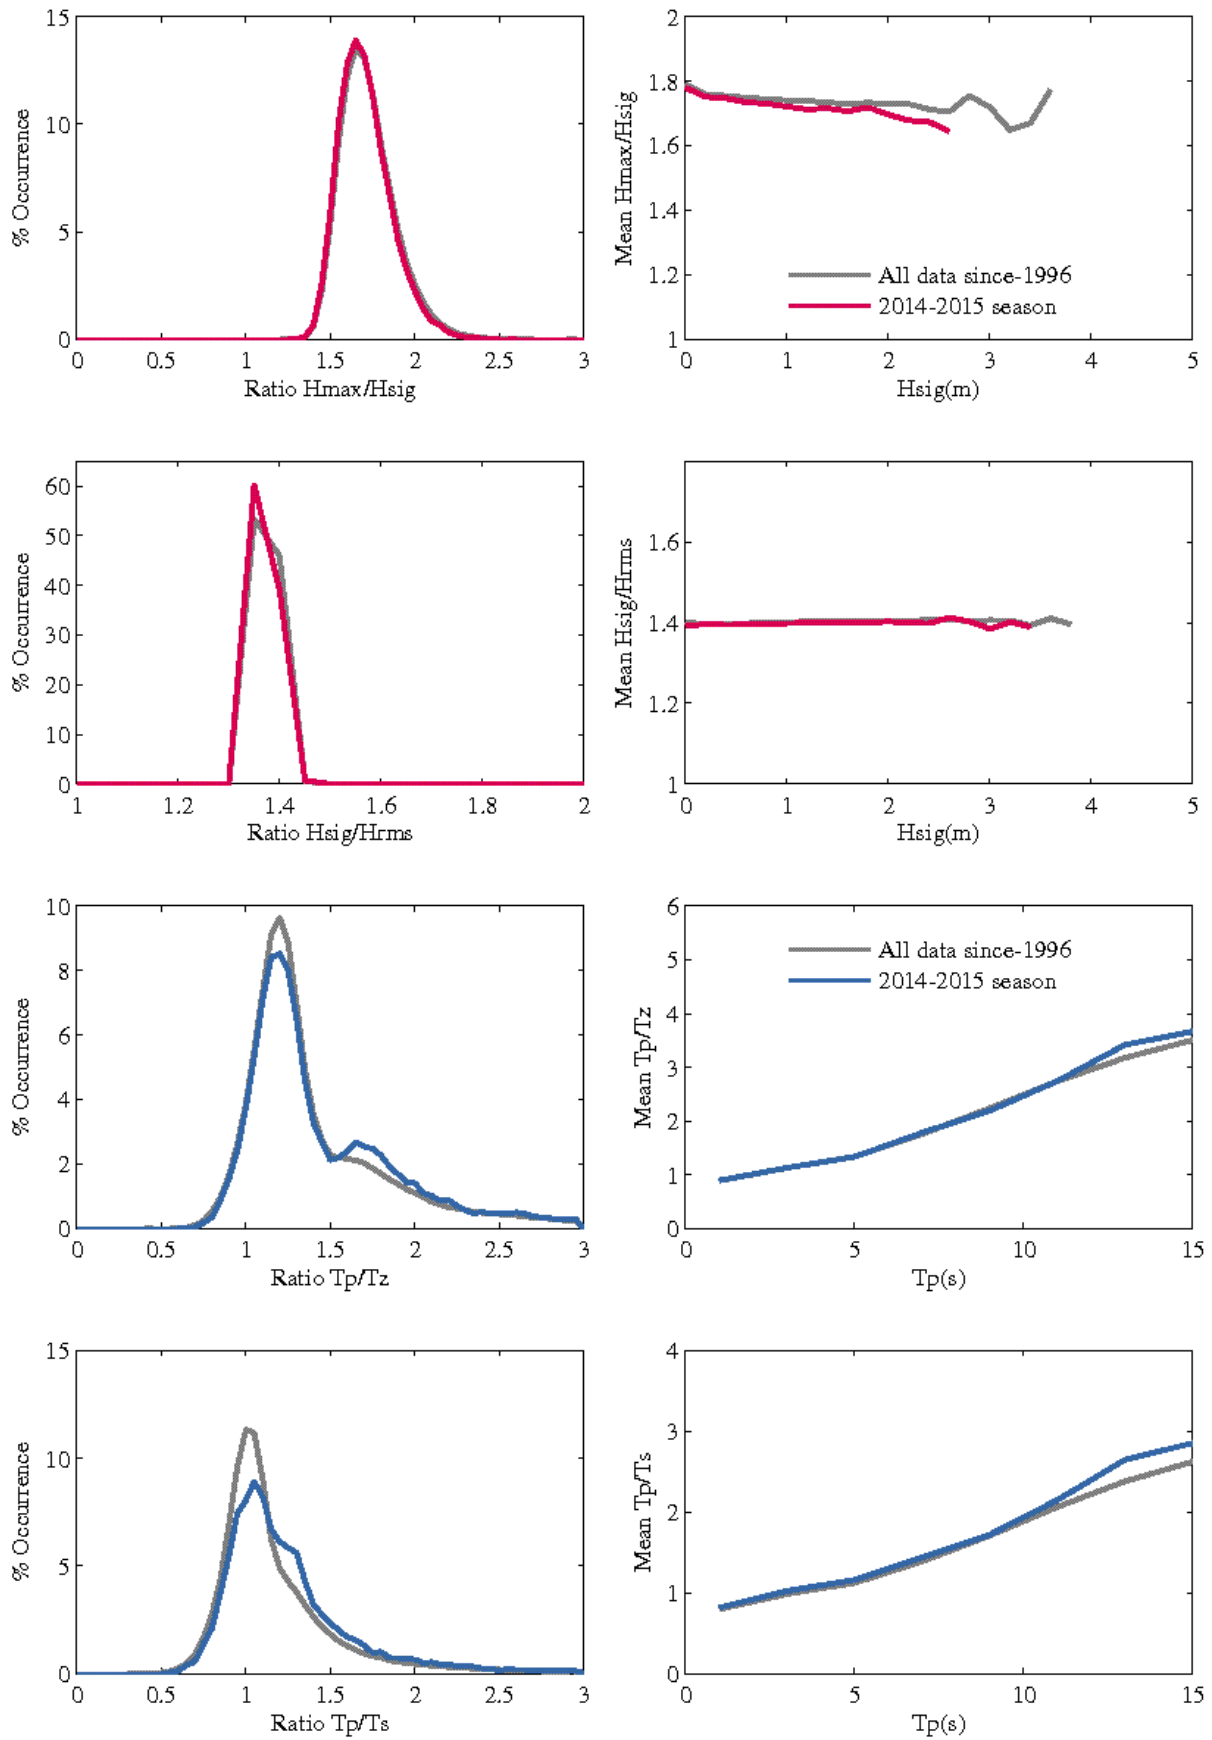 15
10
5
0
% Occurrence
0 0.5 1 1.5 2 2.5 3
Ratio Hmax/Hsig
2
1.8
1.6
1.4
1.2
1
Mean Hmax/Hsig
All data since-1996
2014-2015 season
0 1 2 3 4 5
Hsig(m)
60
50
40
30
20
10
0
% Occurrence
1 1.2 1.4 1.6 1.8 2
Ratio Hsig/Hrms
1.6
1.4
1.2
1
Mean Hsig/Hrms
0 1 2 3 4 5
Hsig(m)
10
8
6
4
2
0
% Occurrence
0 0.5 1 1.5 2 2.5 3
Ratio Tp/Tz
6
5
4
3
2
1
0
Mean Tp/Tz
All data since-1996
2014-2015 season
0 5 10 15
Tp(s)
15
10
5
0
% Occurrence
0 0.5 1 1.5 2 2.5 3
Ratio Tp/Ts
4
3
2
1
0
Mean Tp/Ts
0 5 10 15
Tp(s)